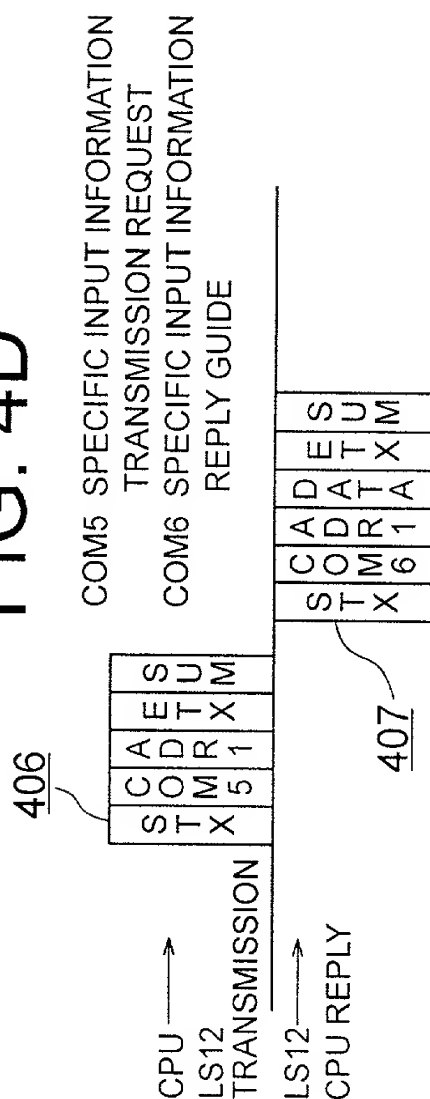 FIG. 4D
COM5 SPECIFIC INPUT INFORMATION
TRANSMISSION REQUEST
COM6 SPECIFIC INPUT INFORMATION
REPLY GUIDE
406
CPU →
LS12
TRANSMISSION
STX
COM5
ADR1
ETX
SUM
LS12 →
CPU REPLY
407
STX
COM6
ADR1
DATA
ETX
SUM